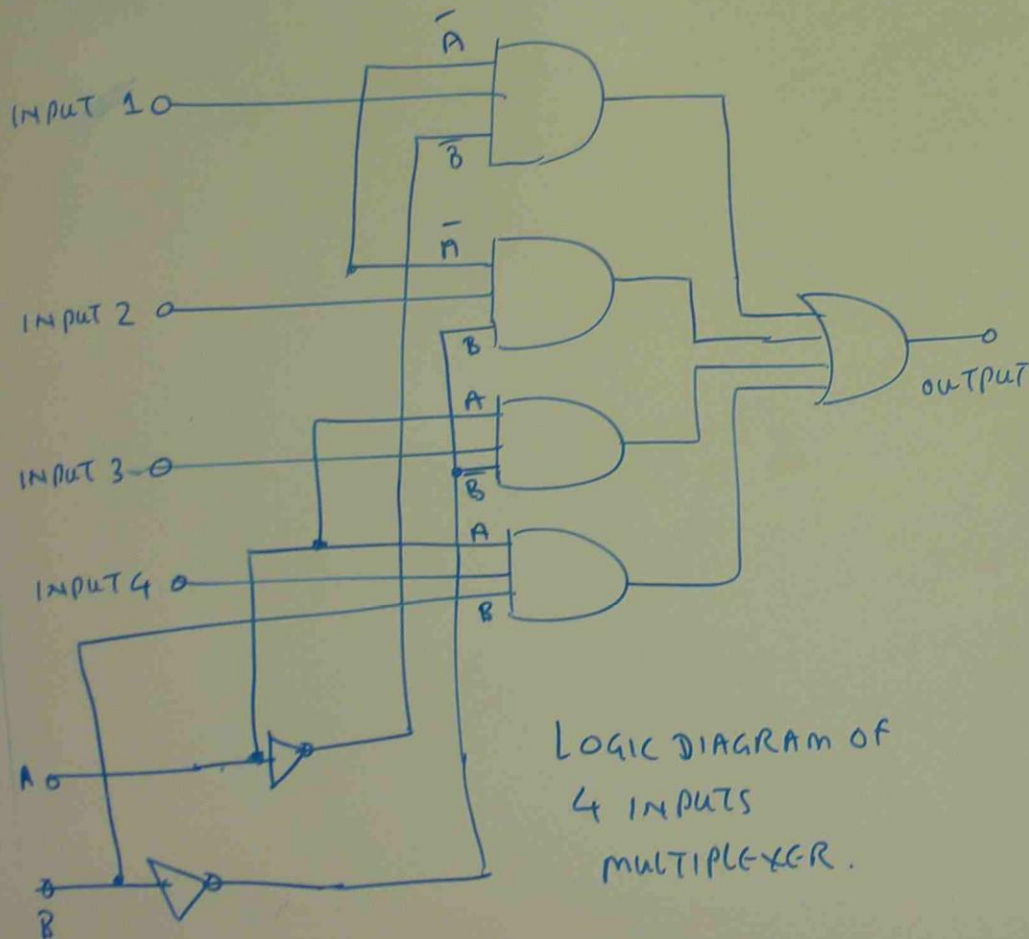 Ā
INPUT 1
B̅
Ā
INPUT 2
B
A
INPUT 3
B̅
A
INPUT 4
B
OUTPUT
A
B
LOGIC DIAGRAM OF
4 INPUTS
MULTIPLEXER.